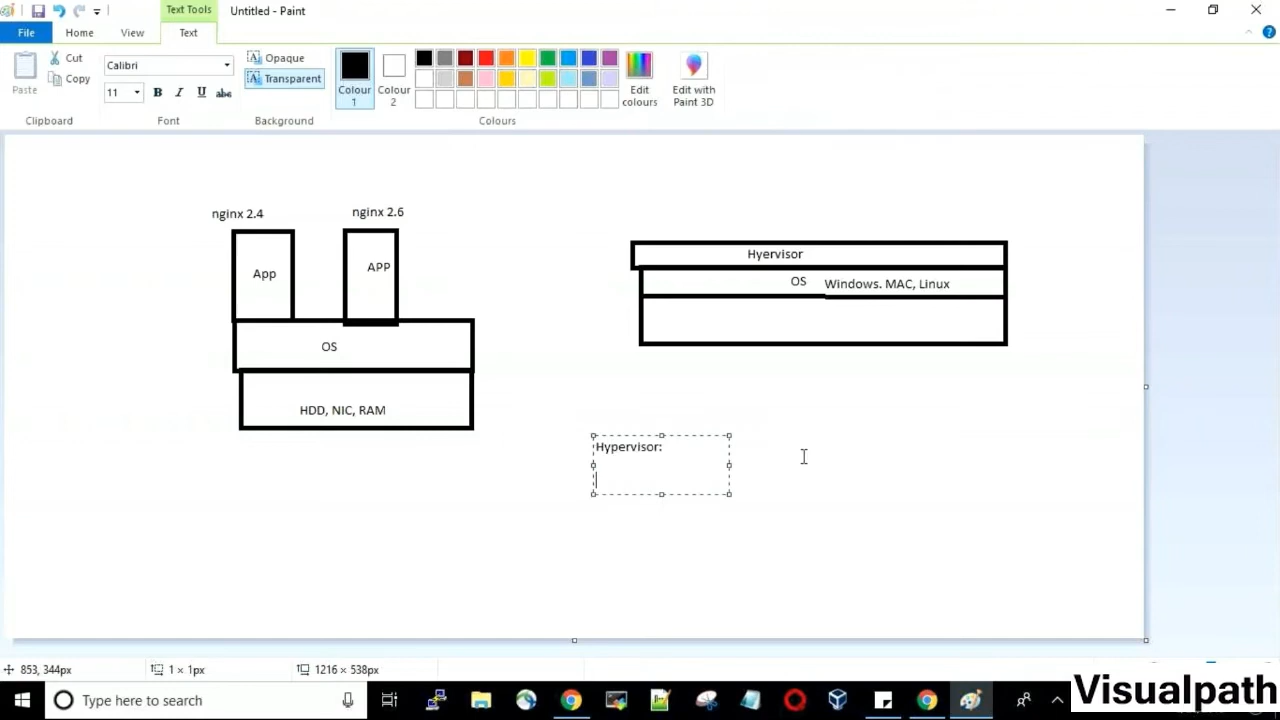 Text Tools
Untitled - Paint
File
Home
View
Text
Paste
Cut
Copy
Clipboard
Calibri
11
B
I
U
abc
Font
A
Opaque
A
Transparent
Background
Colour 1
Colour 2
Edit colours
Edit with Paint 3D
Colours
nginx 2.4
nginx 2.6
App
APP
OS
HDD, NIC, RAM
Hyervisor
OS
Windows. MAC, Linux
Hypervisor:
853, 344px
1 × 1px
1216 × 538px
Type here to search
Visualpath